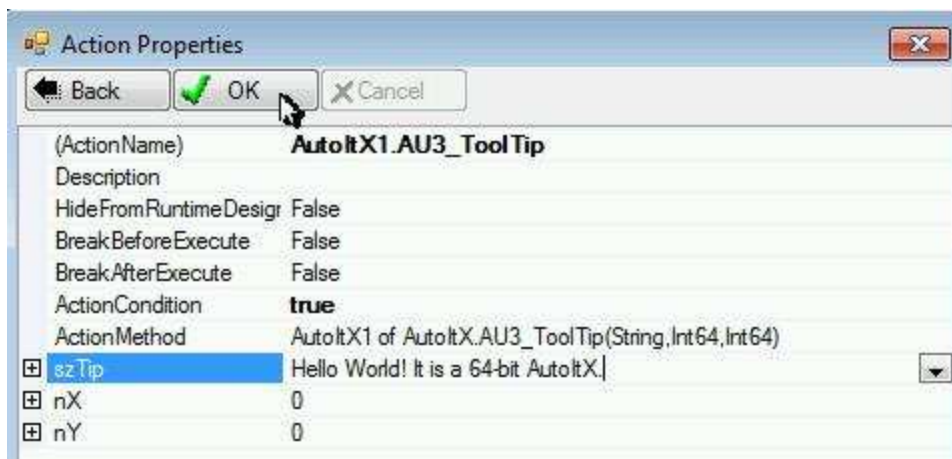 Action Properties
Back OK Cancel
(ActionName) AutoItX1.AU3_ToolTip
Description
HideFromRuntimeDesigr False
BreakBeforeExecute False
BreakAfterExecute False
ActionCondition true
ActionMethod AutoItX1 of AutoItX.AU3_ToolTip(String,Int64,Int64)
szTip Hello World! It is a 64-bit AutoItX.
nX 0
nY 0